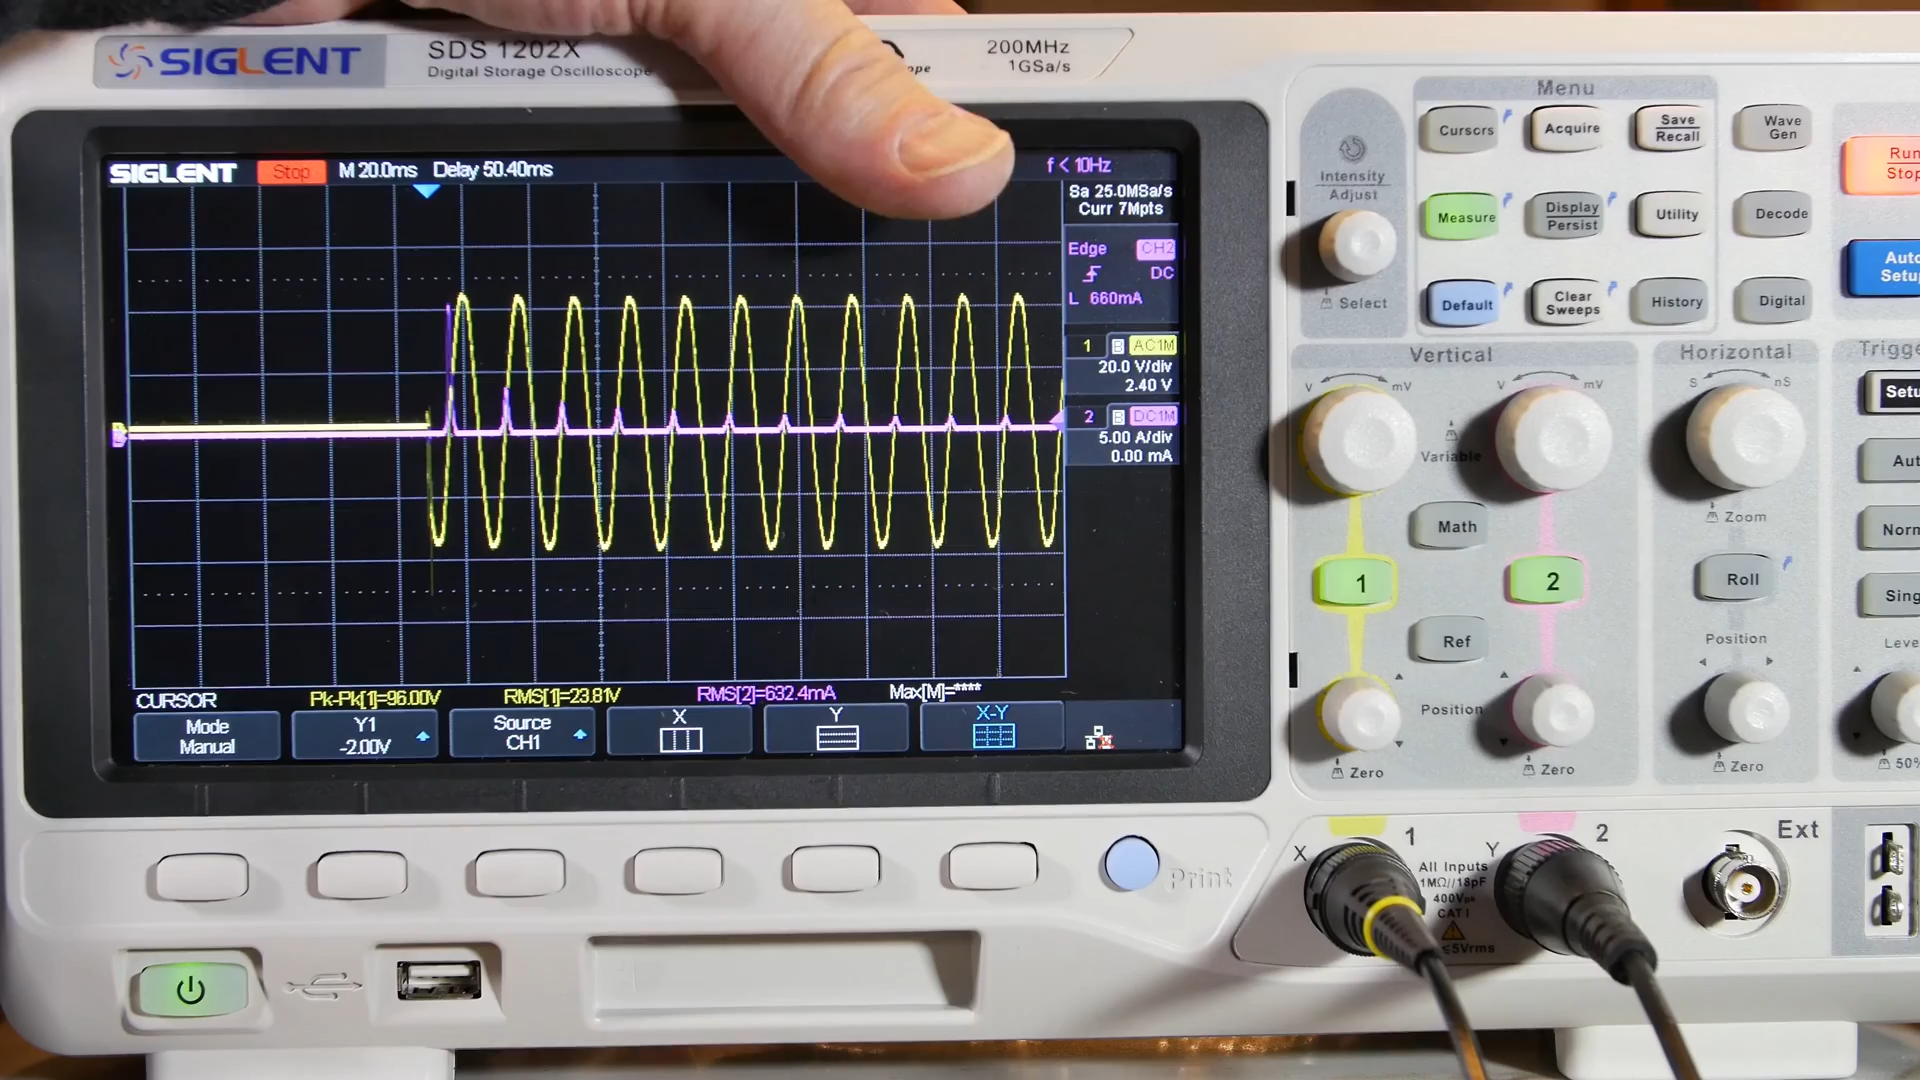 SIGLENT
SDS 1202X
Digital Storage Oscilloscope
200MHz
1GSa/s
SIGLENT
Stop
M 20.0ms
Delay 50.40ms
f < 10Hz
Sa 25.0MSa/s
Curr 7Mpts
Edge CH2
DC
L 660mA
1 B AC1M
20.0 V/div
2.40 V
2 B DC1M
5.00 A/div
0.00 mA
CURSOR
Pk-Pk[1]=96.00V
RMS[1]=23.81V
RMS[2]=632.4mA
Max[M]=****
Mode
Manual
Y1
-2.00V
Source
CH1
X
Y
X-Y
Print
Intensity
Adjust
Select
Menu
Cursors
Acquire
Save
Recall
Wave
Gen
Measure
Display
Persist
Utility
Decode
Default
Clear
Sweeps
History
Digital
Run
Stop
Auto
Setup
Vertical
V
mV
V
mV
Variable
Math
1
2
Ref
Position
Zero
Zero
Horizontal
S
nS
Zoom
Roll
Position
Zero
50%
X
1
Y
2
All Inputs
1MΩ//18pF
400Vpk
CAT I
≤5Vrms
Ext